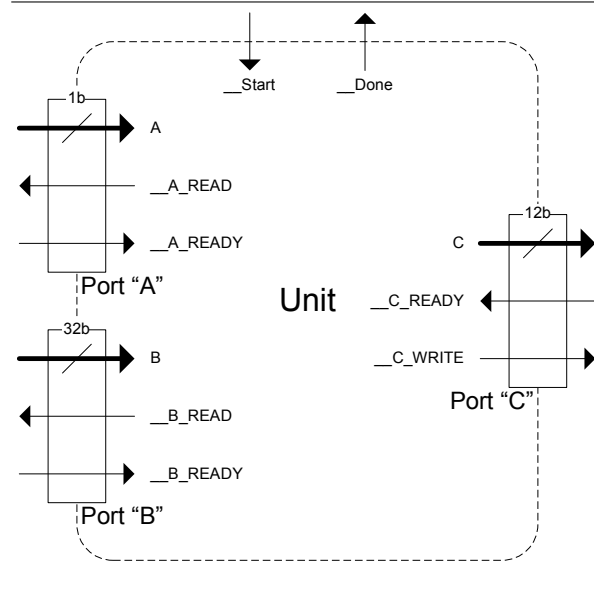 __Start
__Done
1b
A
__A_READ
__A_READY
Port “A”
32b
B
__B_READ
__B_READY
Port “B”
Unit
12b
C
__C_READY
__C_WRITE
Port “C”